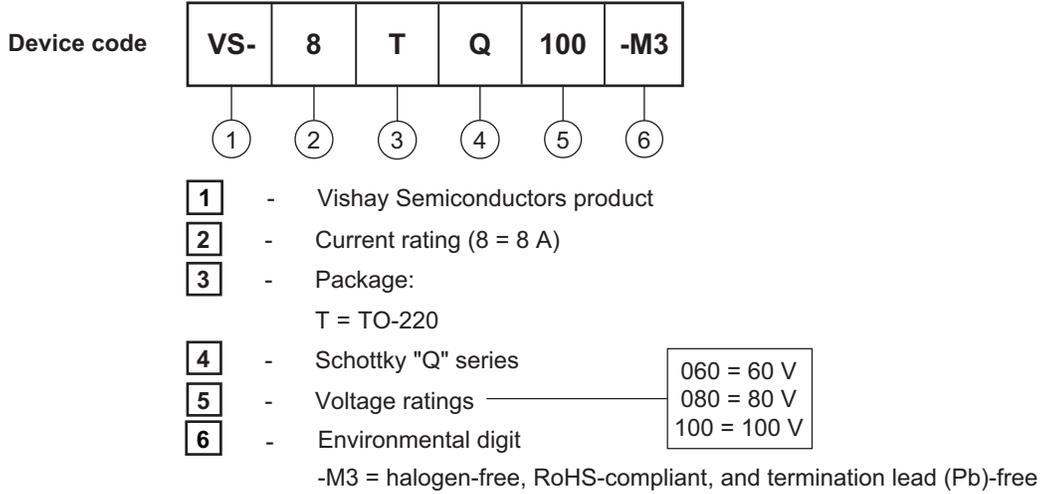 Device code VS- 8 T Q 100 -M3
1 2 3 4 5 6
1 - Vishay Semiconductors product
2 - Current rating (8 = 8 A)
3 - Package:
T = TO-220
4 - Schottky "Q" series
060 = 60 V
5 - Voltage ratings 080 = 80 V
100 = 100 V
6 - Environmental digit
-M3 = halogen-free, RoHS-compliant, and termination lead (Pb)-free